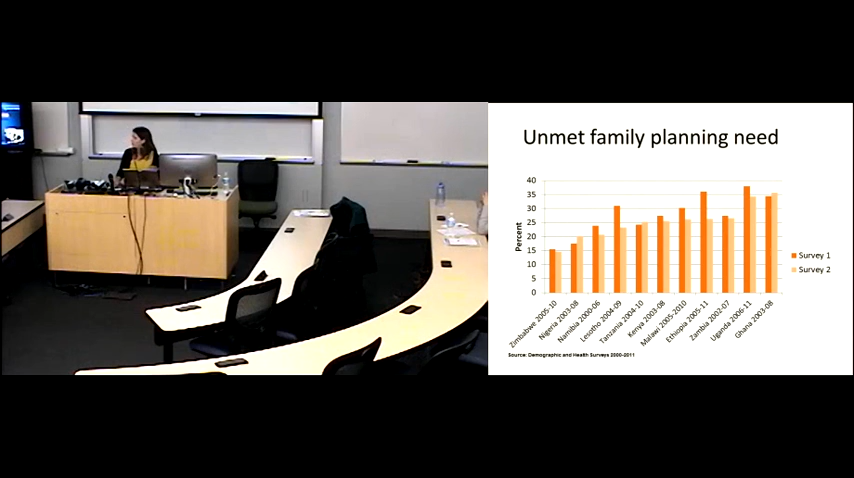 Unmet family planning need
40
35
30
25
20
15
10
5
0
Percent
Zimbabwe 2005-10
Nigeria 2003-08
Namibia 2000-06
Lesotho 2004-09
Tanzania 2004-10
Kenya 2003-08
Malawi 2005-2010
Ethiopia 2005-11
Zambia 2002-07
Uganda 2006-11
Ghana 2003-08
Survey 1
Survey 2
Source: Demographic and Health Surveys 2000-2011